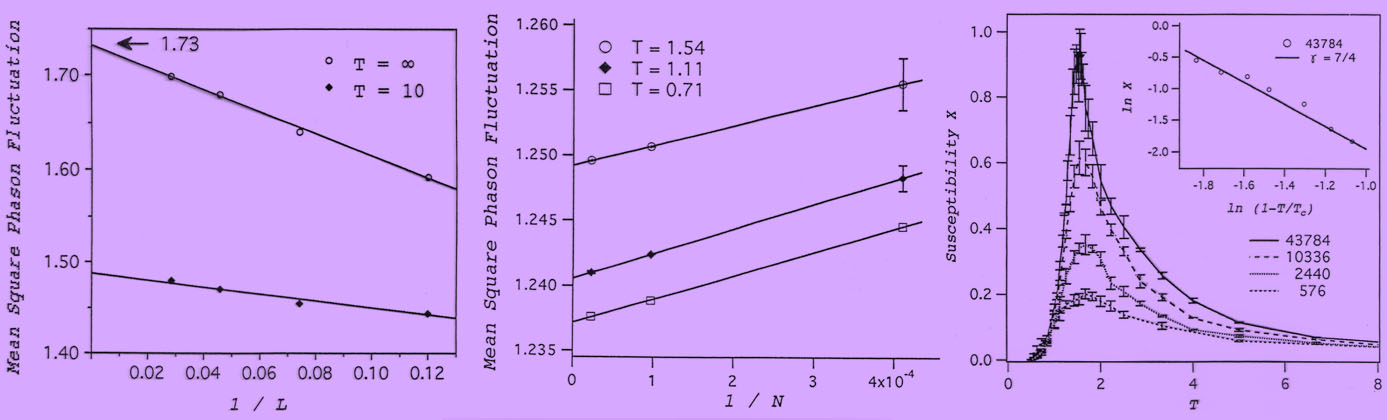 Mean Square Phason Fluctuation
1.73
T = ∞
T = 10
1.70
1.60
1.50
1.40
0.02 0.04 0.06 0.08 0.10 0.12
1 / L
Mean Square Phason Fluctuation
T = 1.54
T = 1.11
T = 0.71
1.260
1.255
1.250
1.245
1.240
1.235
0 1 2 3 4x10⁻⁴
1 / N
Susceptibility X
1.0
0.8
0.6
0.4
0.2
0.0
0 2 4 6 8
T
43784
10336
2440
576
ln X
0.0
-0.5
-1.0
-1.5
-2.0
43784
γ = 7/4
-1.8 -1.6 -1.4 -1.2 -1.0
ln (1-T/Tc)